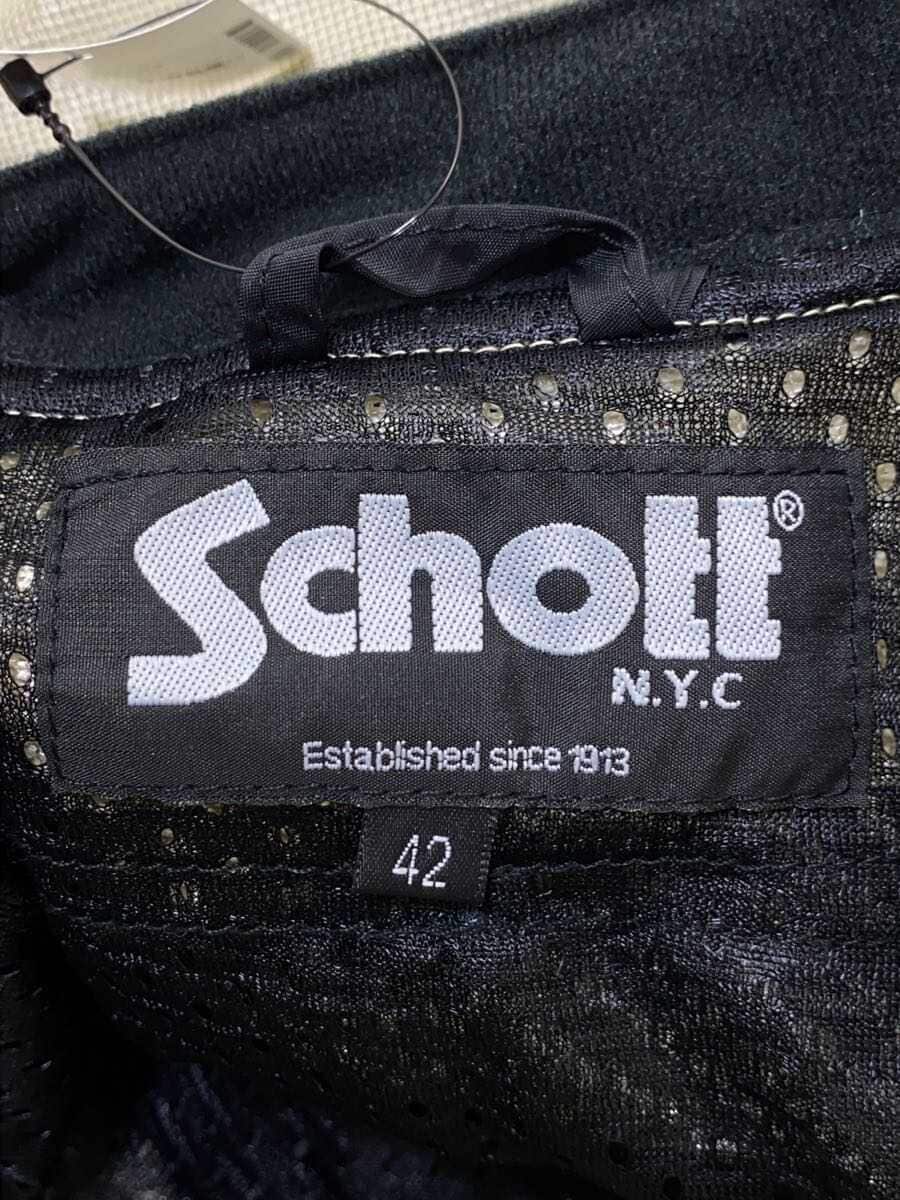 Schott®
N.Y.C
Established since 1913
42